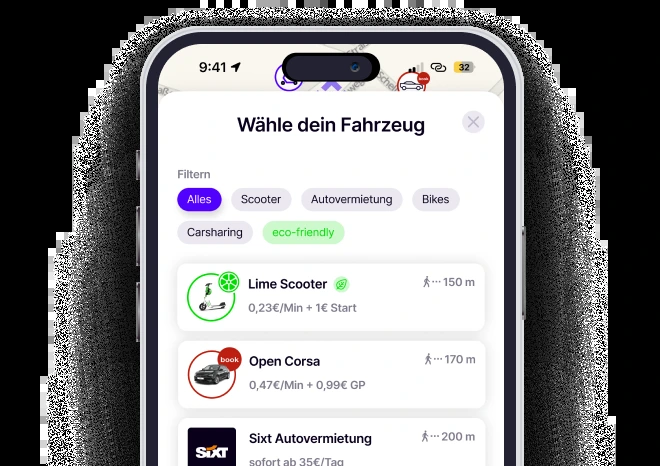 9:41
32
Wähle dein Fahrzeug
Filtern
Alles Scooter Autovermietung Bikes
Carsharing eco-friendly
Lime Scooter 150 m
0,23€/Min + 1€ Start
book
Open Corsa 170 m
0,47€/Min + 0,99€ GP
SIXT
Sixt Autovermietung 200 m
sofort ab 35€/Tag